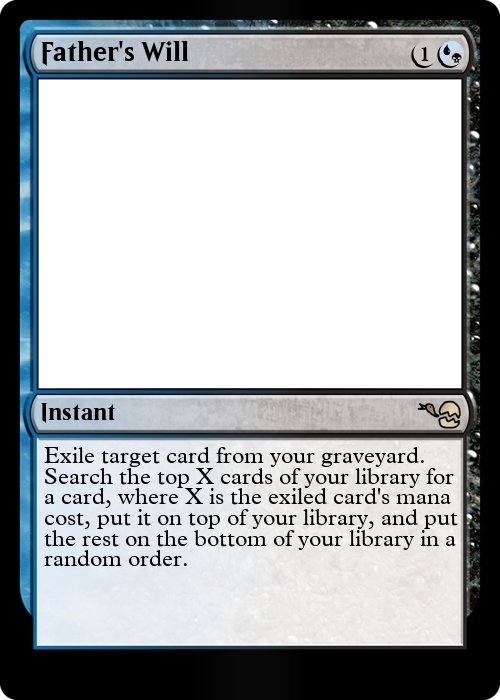 Father's Will 1
Instant
Exile target card from your graveyard.
Search the top X cards of your library for
a card, where X is the exiled card's mana
cost, put it on top of your library, and put
the rest on the bottom of your library in a
random order.